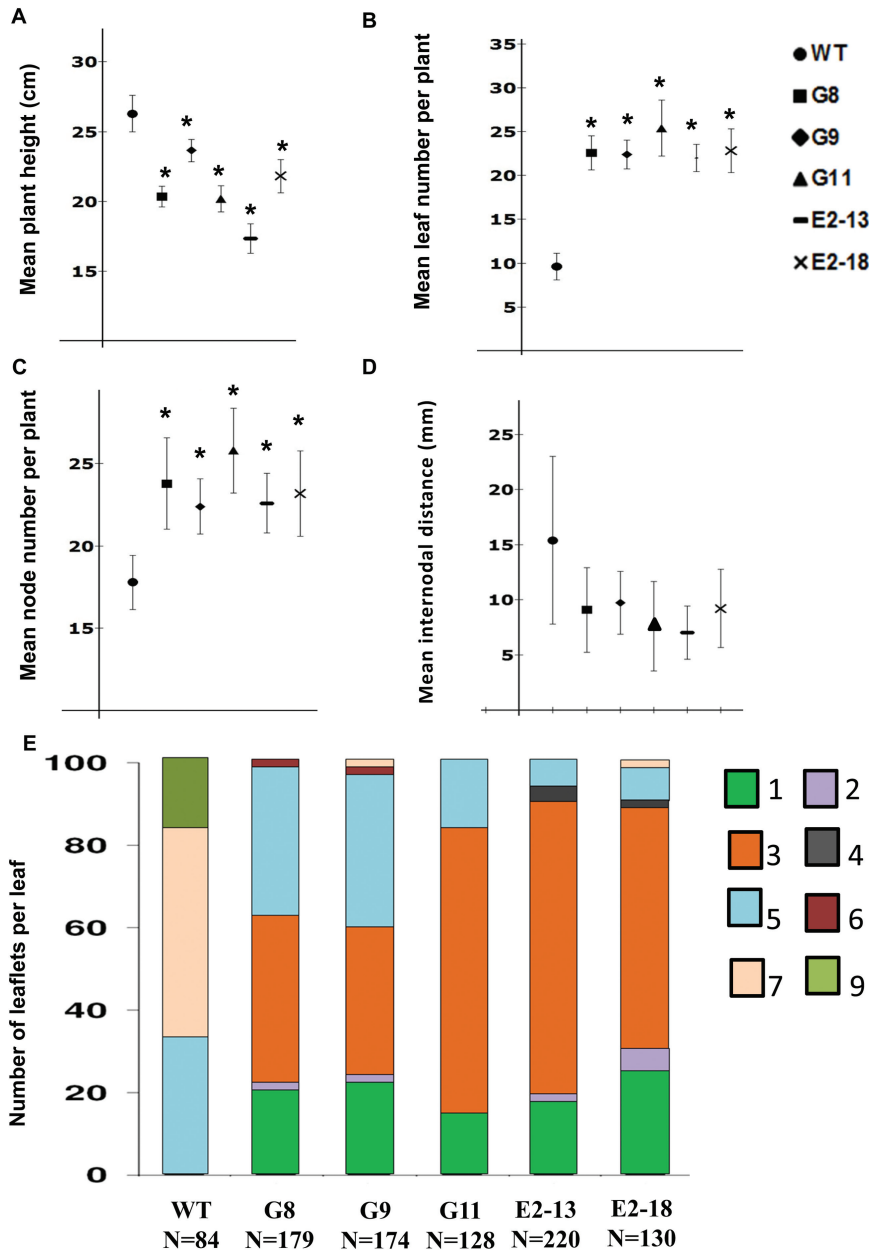 A
Mean plant height (cm)
30
25
20
15
*
*
*
*
*
B
Mean leaf number per plant
35
30
25
20
15
10
5
*
*
*
*
*
WT
G8
G9
G11
E2-13
E2-18
C
Mean node number per plant
25
20
15
*
*
*
*
*
D
Mean internodal distance (mm)
25
20
15
10
5
E
Number of leaflets per leaf
100
80
60
40
20
0
WT
N=84
G8
N=179
G9
N=174
G11
N=128
E2-13
N=220
E2-18
N=130
1
2
3
4
5
6
7
9